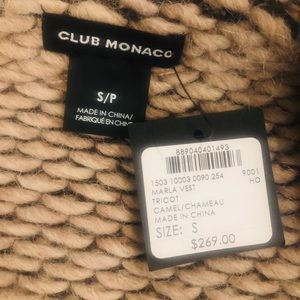 CLUB MONACO
S/P
MADE IN CHINA/
FABRIQUÉ EN CHINE
889040401493
1503 10003 0090 254 9001
MARLA VEST HO
TRICOT
CAMEL/CHAMEAU
MADE IN CHINA
SIZE: S
$269.00